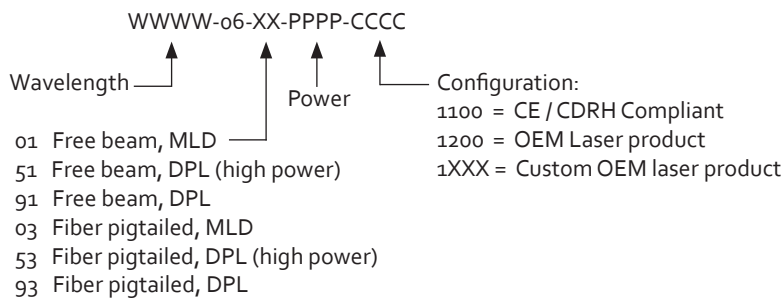 WWWW-06-XX-PPPP-CCCC
Wavelength
Power
Configuration:
1100 = CE / CDRH Compliant
1200 = OEM Laser product
1XXX = Custom OEM laser product
01 Free beam, MLD
51 Free beam, DPL (high power)
91 Free beam, DPL
03 Fiber pigtailed, MLD
53 Fiber pigtailed, DPL (high power)
93 Fiber pigtailed, DPL